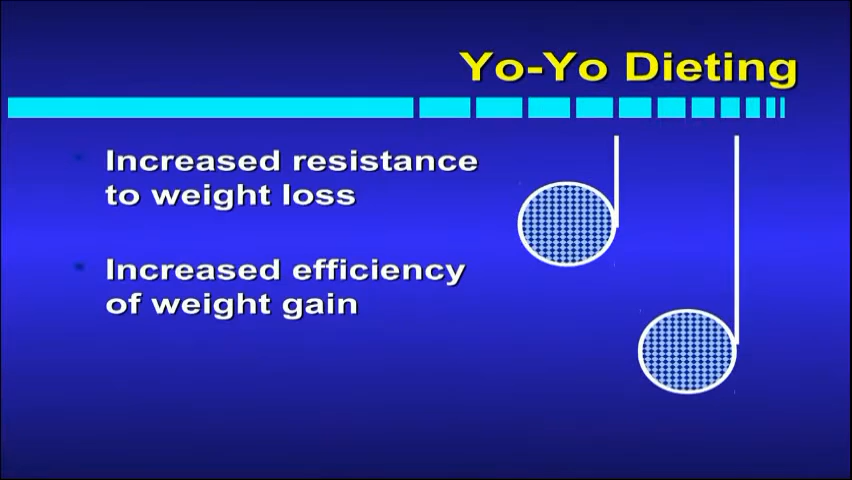 Yo-Yo Dieting
Increased resistance
to weight loss
Increased efficiency
of weight gain